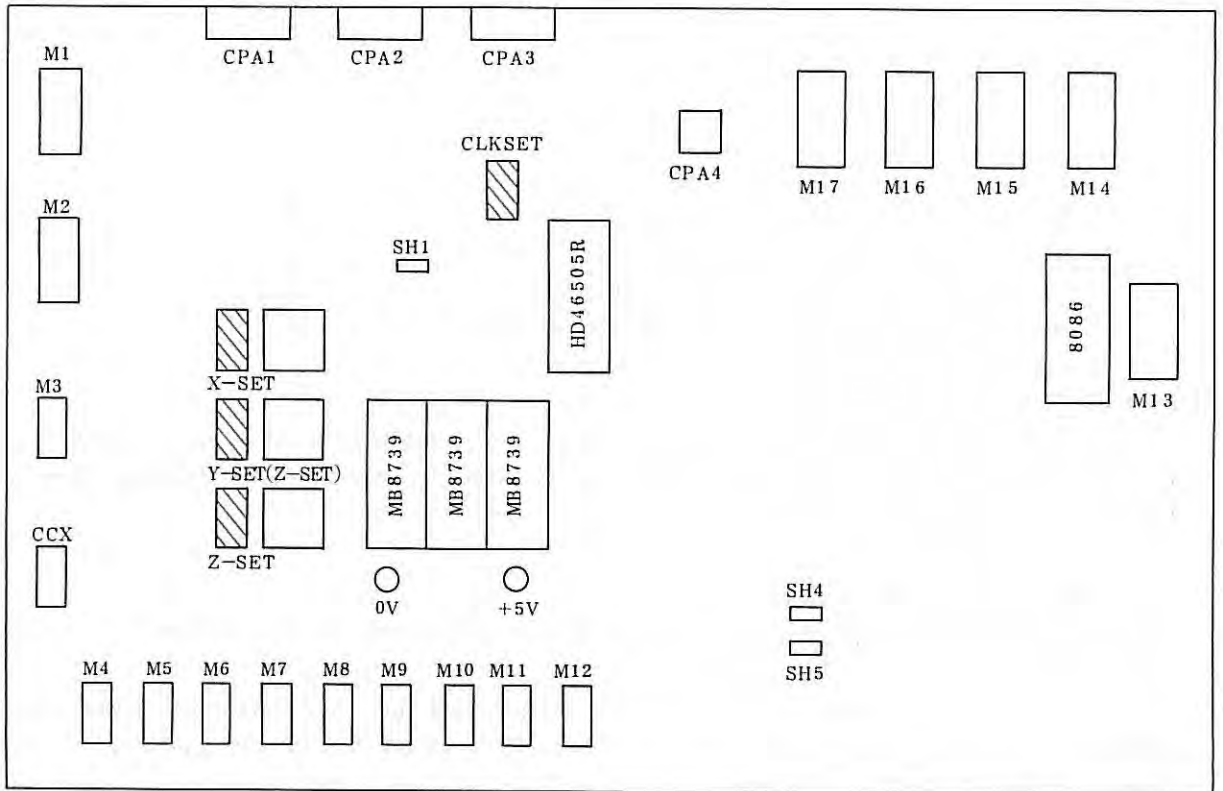 CPA1
CPA2
CPA3
M1
CLKSET
CPA4
M17
M16
M15
M14
M2
SH1
HD46505R
8086
M13
X-SET
M3
Y-SET(Z-SET)
MB8739
MB8739
MB8739
CCX
Z-SET
0V
+5V
SH4
SH5
M4
M5
M6
M7
M8
M9
M10
M11
M12